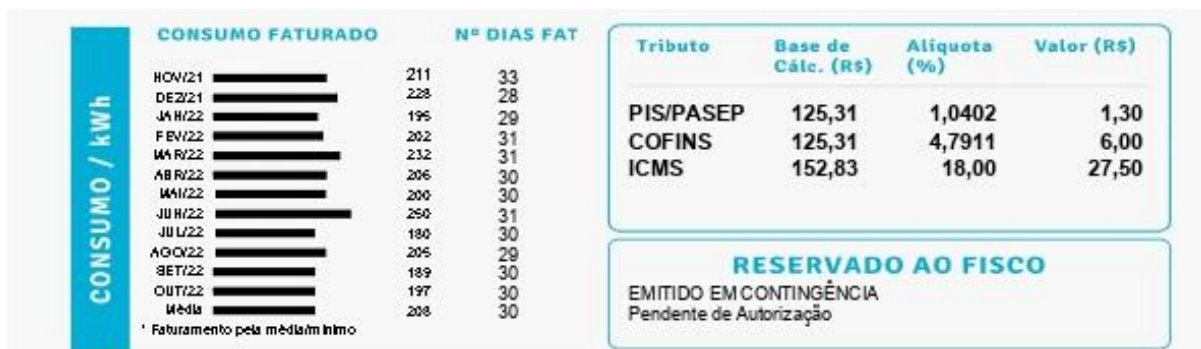 CONSUMO / kWh
CONSUMO FATURADO Nº DIAS FAT
NOV/21 211 33
DEZ/21 228 28
JAN/22 195 29
FEV/22 202 31
MAR/22 232 31
ABR/22 206 30
MAI/22 200 30
JUN/22 250 31
JUL/22 180 30
AGO/22 205 29
SET/22 189 30
OUT/22 197 30
Média 208 30
* Faturamento pela média/mínimo
Tributo Base de Cálc. (R$) Alíquota (%) Valor (R$)
PIS/PASEP 125,31 1,0402 1,30
COFINS 125,31 4,7911 6,00
ICMS 152,83 18,00 27,50
RESERVADO AO FISCO
EMITIDO EM CONTINGÊNCIA
Pendente de Autorização